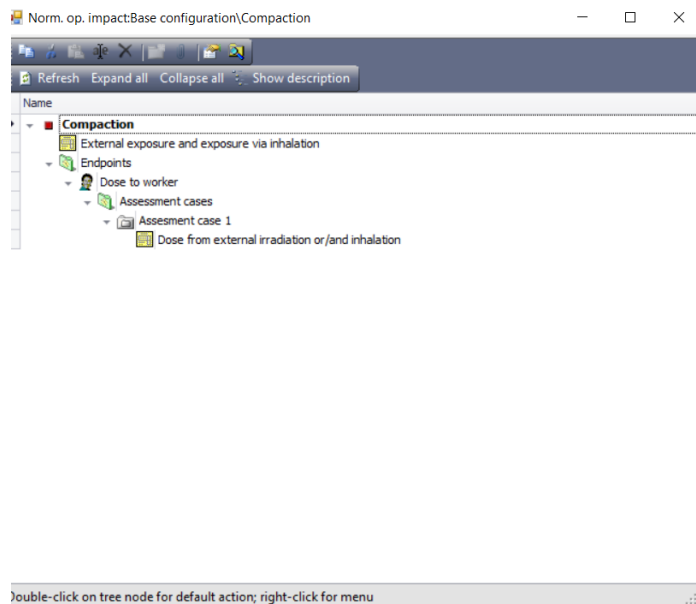 Norm. op. impact:Base configuration\Compaction
Refresh Expand all Collapse all Show description
Name
Compaction
External exposure and exposure via inhalation
Endpoints
Dose to worker
Assessment cases
Assesment case 1
Dose from external irradiation or/and inhalation
Double-click on tree node for default action; right-click for menu